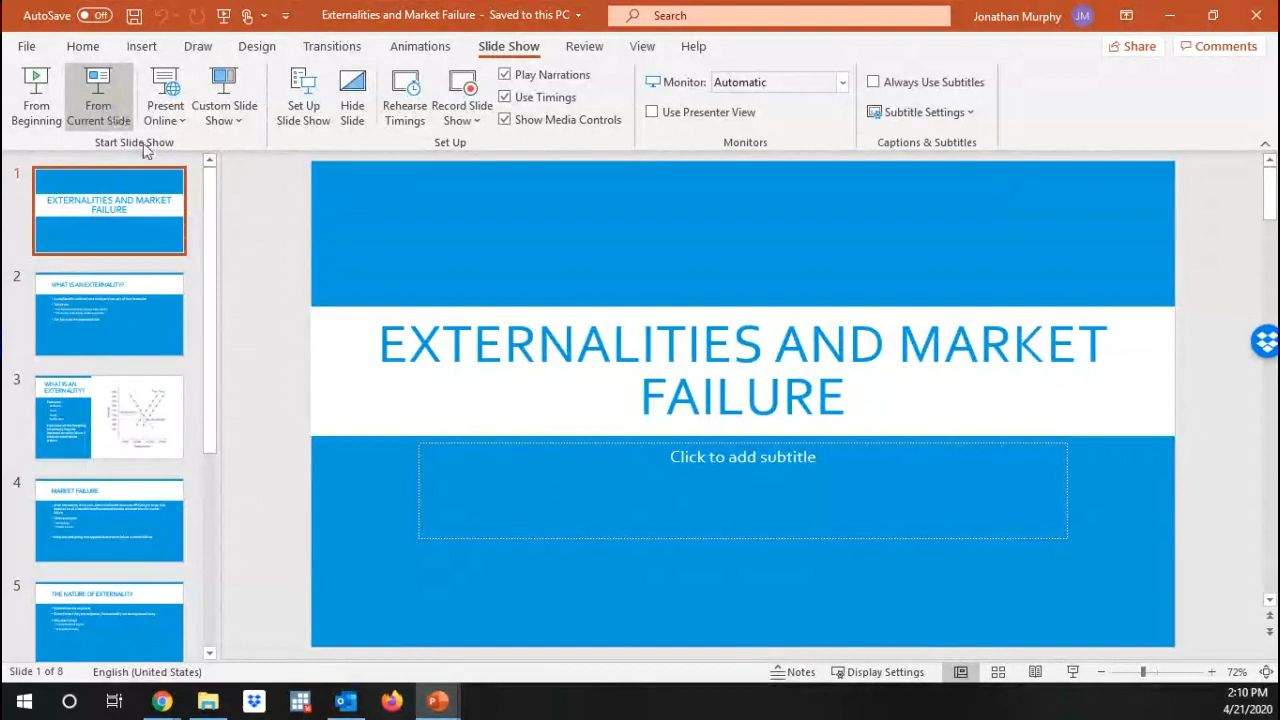 AutoSave Off Externalities and Market Failure - Saved to this PC Search Jonathan Murphy JM
File Home Insert Draw Design Transitions Animations Slide Show Review View Help Share Comments
From Beginning
From Current Slide
Present Online
Custom Slide Show
Start Slide Show
Set Up Slide Show
Hide Slide
Rehearse Timings
Record Slide Show
Play Narrations
Use Timings
Show Media Controls
Set Up
Monitor: Automatic
Use Presenter View
Monitors
Always Use Subtitles
Subtitle Settings
Captions & Subtitles
1
EXTERNALITIES AND MARKET
FAILURE
2
WHAT IS AN EXTERNALITY?
3
WHAT IS AN
EXTERNALITY?
4
MARKET FAILURE
5
THE NATURE OF EXTERNALITY
EXTERNALITIES AND MARKET
FAILURE
Click to add subtitle
Slide 1 of 8 English (United States) Notes Display Settings 72%
2:10 PM
4/21/2020